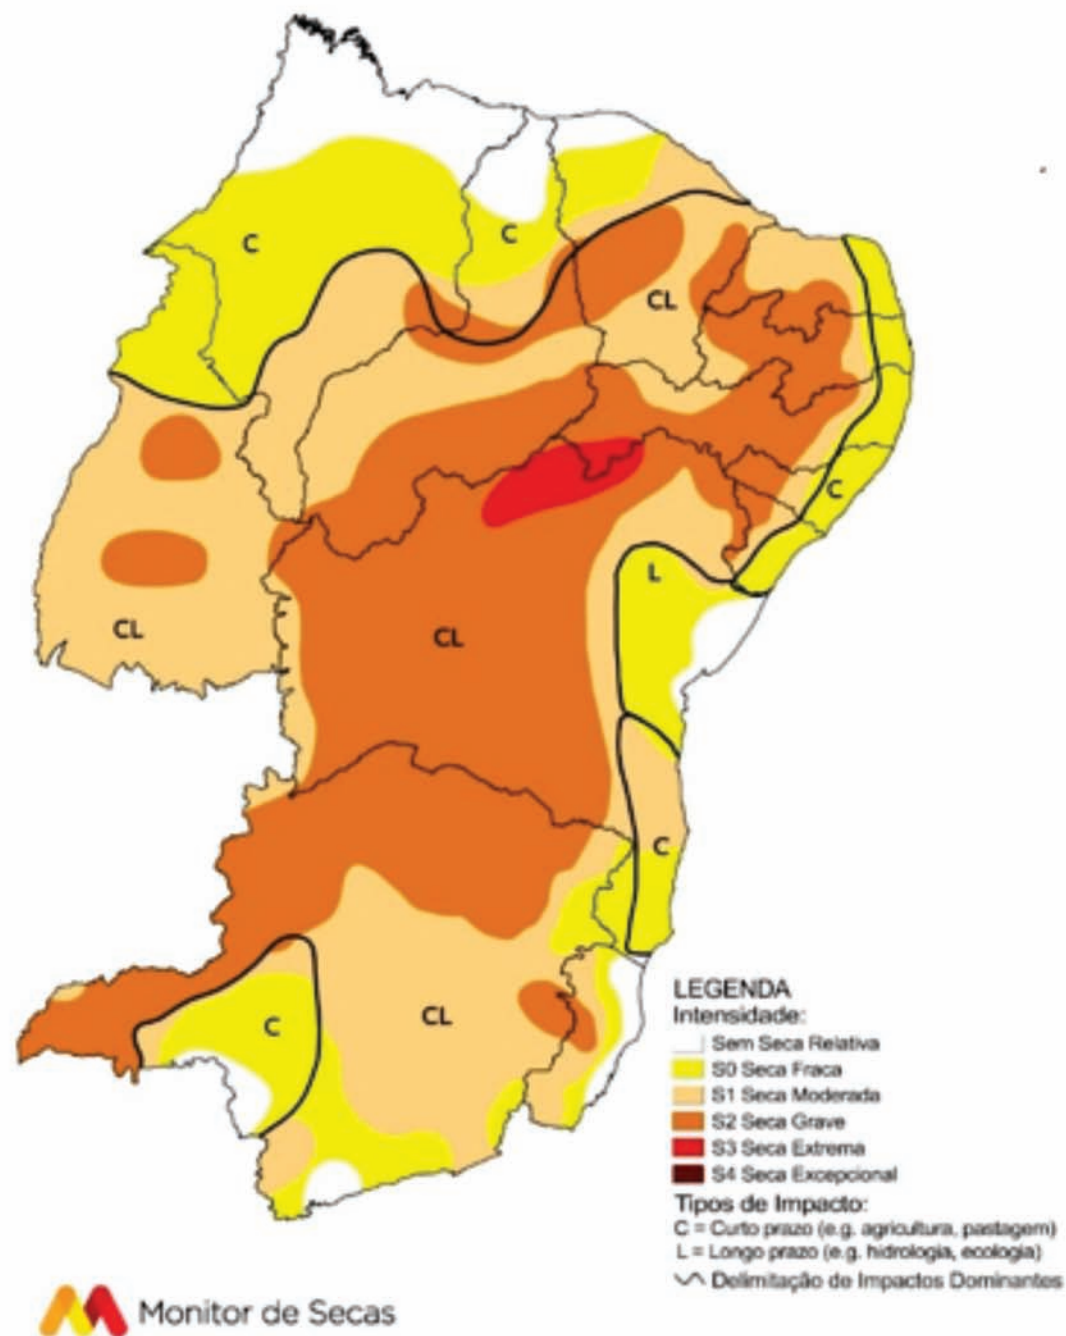 C
C
CL
C
L
CL
CL
C
C
CL
LEGENDA
Intensidade:
Sem Seca Relativa
S0 Seca Fraca
S1 Seca Moderada
S2 Seca Grave
S3 Seca Extrema
S4 Seca Excepcional
Tipos de Impacto:
C = Curto prazo (e.g. agricultura, pastagem)
L = Longo prazo (e.g. hidrologia, ecologia)
Delimitação de Impactos Dominantes
Monitor de Secas